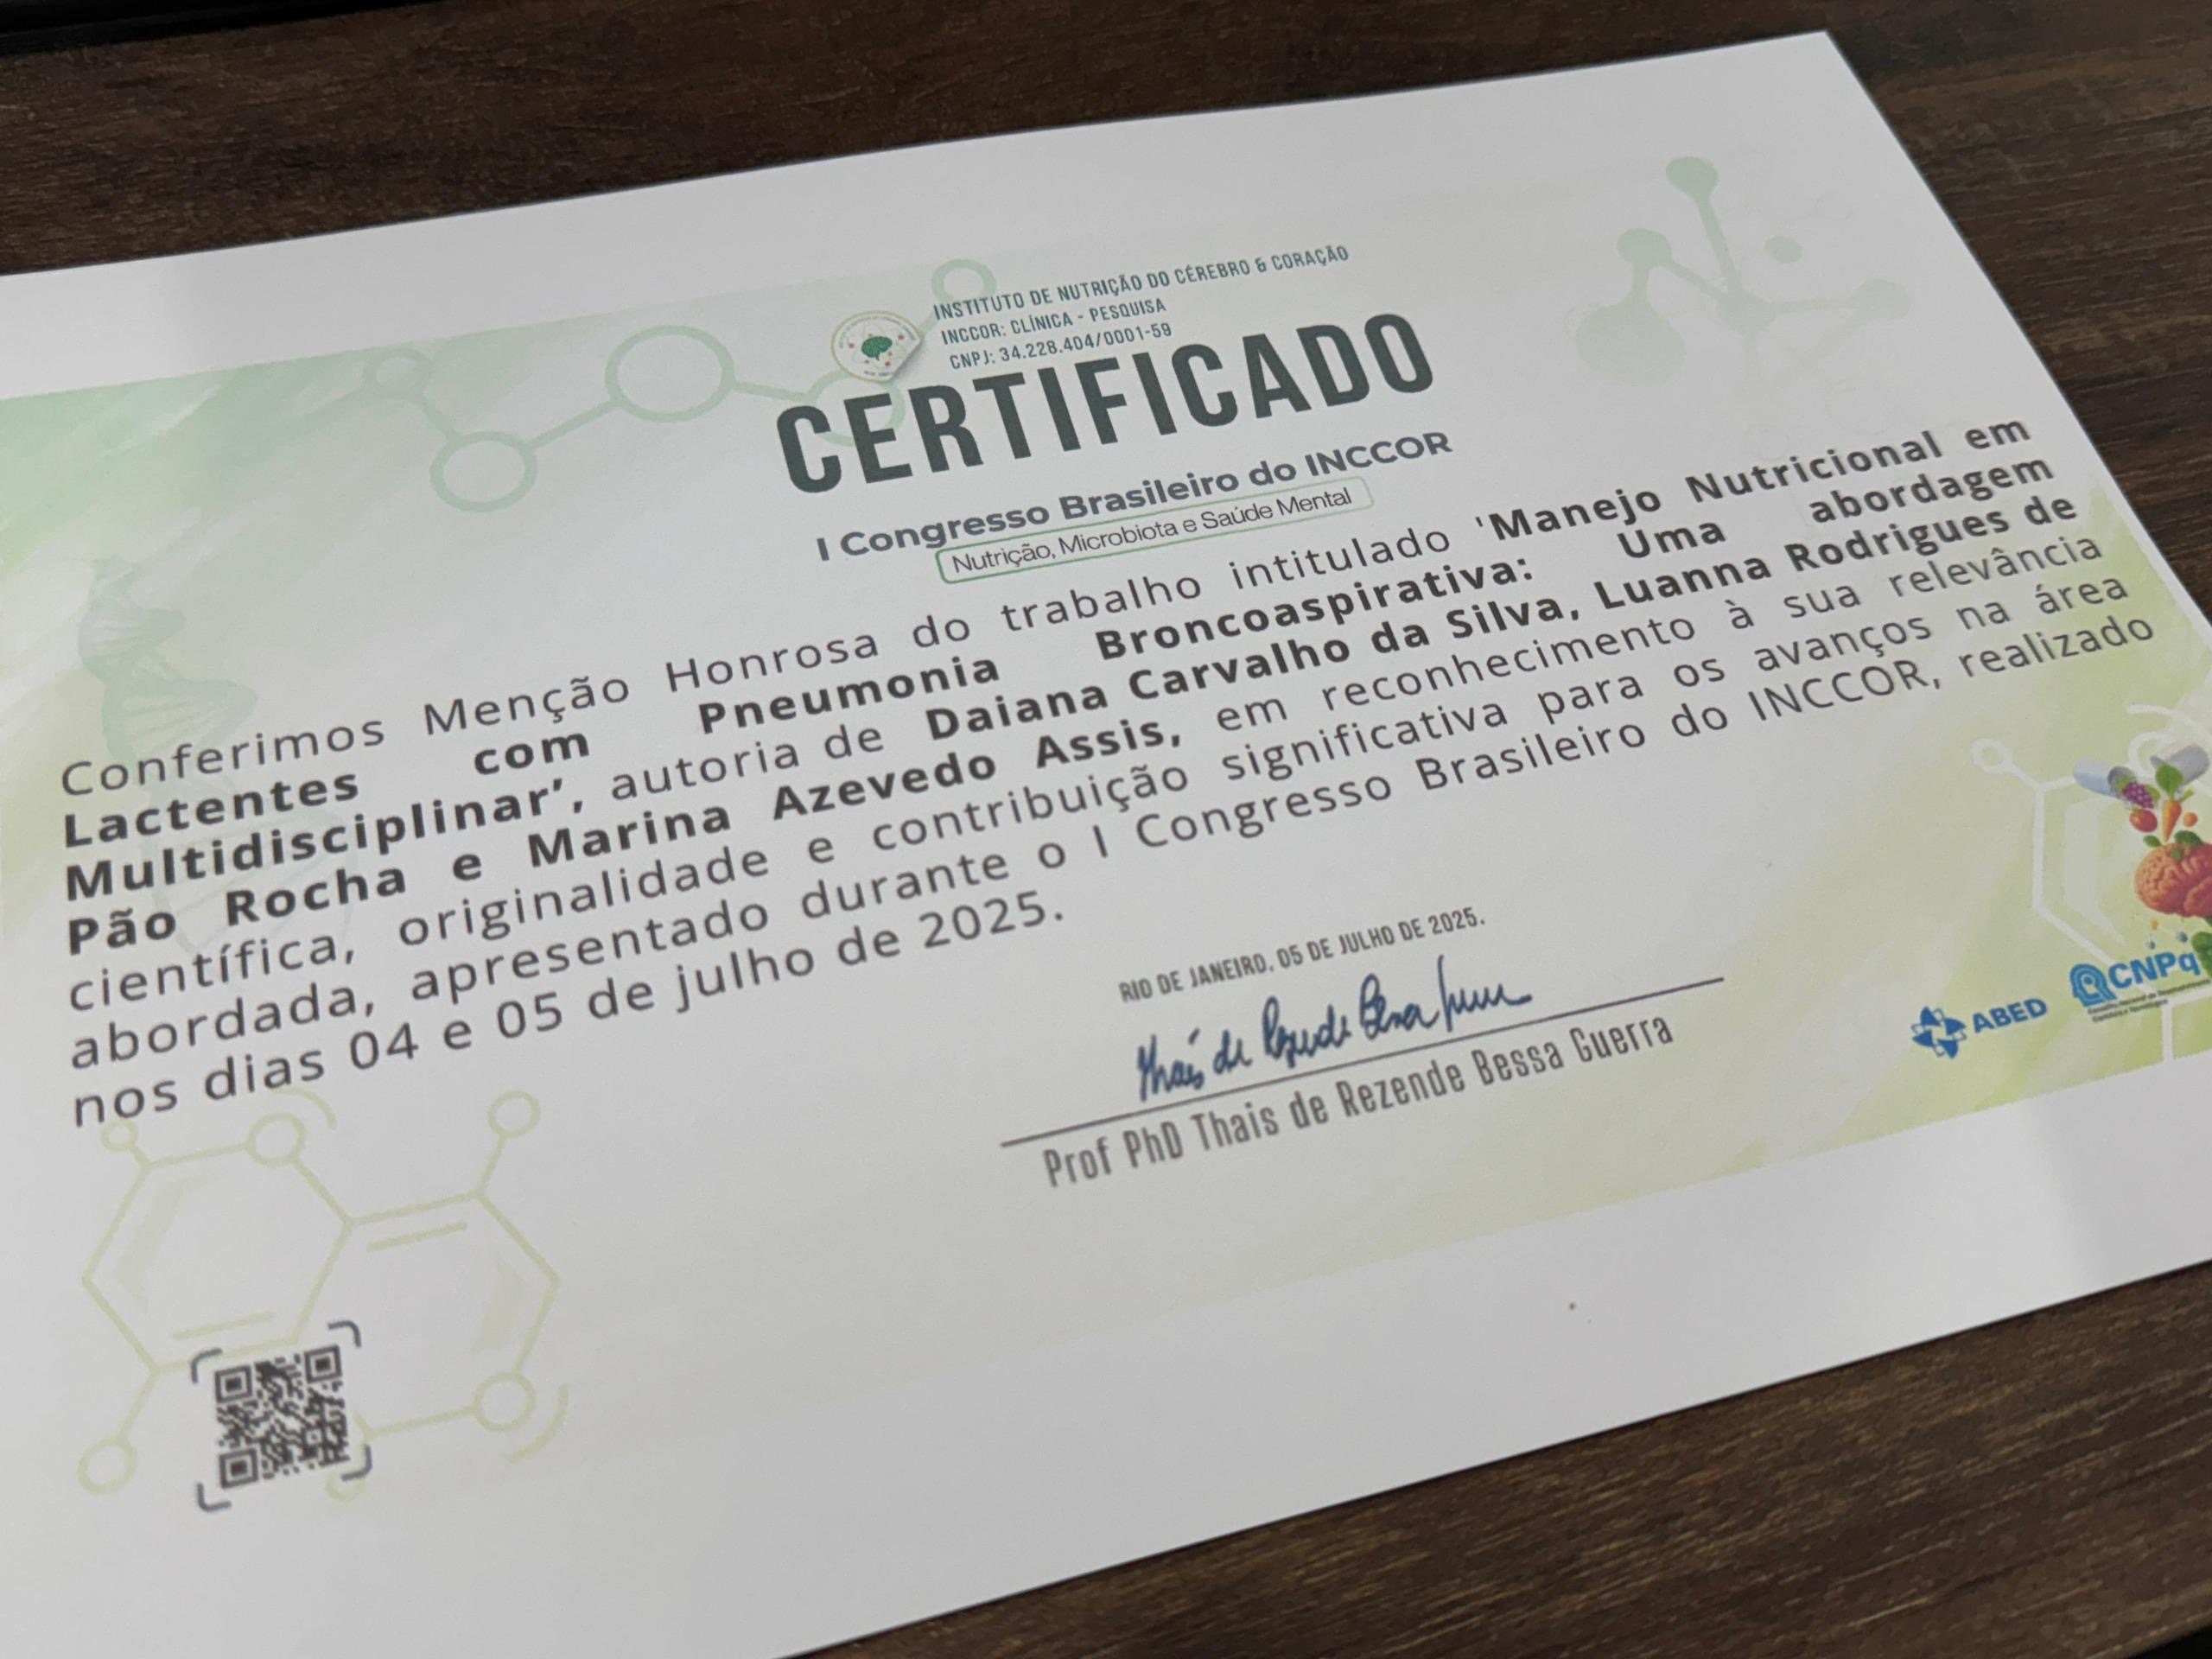 INSTITUTO DE NUTRIÇÃO DO CÉREBRO & CORAÇÃO
INCCOR: CLÍNICA - PESQUISA
CNPJ: 34.228.404/0001-59
CERTIFICADO
I Congresso Brasileiro do INCCOR
Nutrição, Microbiota e Saúde Mental
Conferimos Menção Honrosa do trabalho intitulado 'Manejo Nutricional em
Lactentes com Pneumonia Broncoaspirativa: Uma abordagem
Multidisciplinar’, autoria de Daiana Carvalho da Silva, Luanna Rodrigues de
Pão Rocha e Marina Azevedo Assis, em reconhecimento à sua relevância
científica, originalidade e contribuição significativa para os avanços na área
abordada, apresentado durante o I Congresso Brasileiro do INCCOR, realizado
nos dias 04 e 05 de julho de 2025.
RIO DE JANEIRO, 05 DE JULHO DE 2025.
Thais de Rezende Bessa Guerra
Prof PhD Thais de Rezende Bessa Guerra
ABED
CNPq